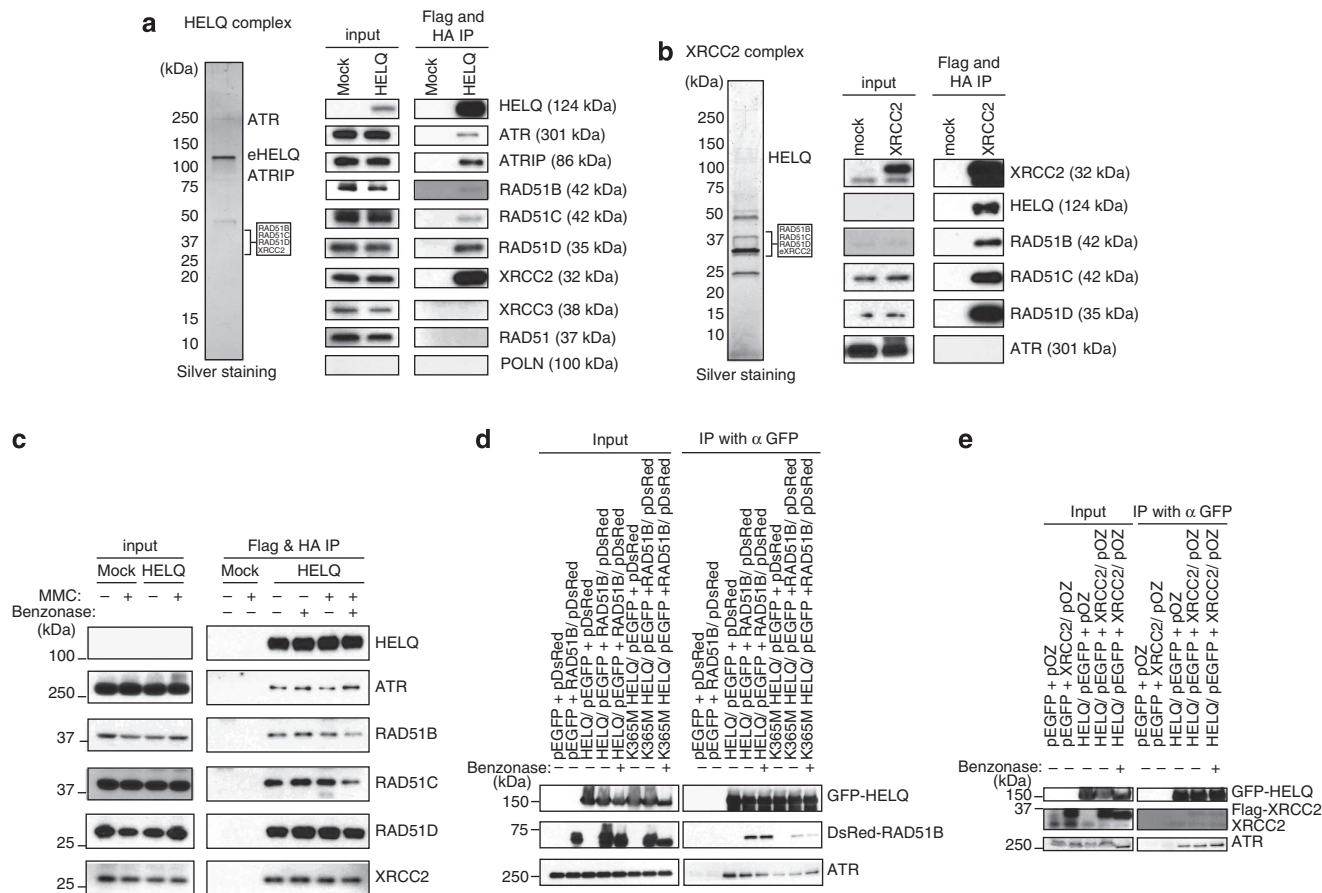 a
HELQ complex
(kDa)
250
150
100
75
50
37
25
20
15
10
ATR
eHELQ
ATRIP
RAD51B
RAD51C
RAD51D
XRCC2
Silver staining
input
Flag and
HA IP
Mock
HELQ
Mock
HELQ
HELQ (124 kDa)
ATR (301 kDa)
ATRIP (86 kDa)
RAD51B (42 kDa)
RAD51C (42 kDa)
RAD51D (35 kDa)
XRCC2 (32 kDa)
XRCC3 (38 kDa)
RAD51 (37 kDa)
POLN (100 kDa)
b
XRCC2 complex
(kDa)
250
150
100
75
50
37
25
20
15
10
HELQ
RAD51B
RAD51C
RAD51D
eXRCC2
Silver staining
input
Flag and
HA IP
mock
XRCC2
mock
XRCC2
XRCC2 (32 kDa)
HELQ (124 kDa)
RAD51B (42 kDa)
RAD51C (42 kDa)
RAD51D (35 kDa)
ATR (301 kDa)
c
input
Flag & HA IP
Mock HELQ
Mock
HELQ
MMC: – + – + – + – – + +
Benzonase: – – – – – – – + – +
(kDa)
100
250
37
37
25
25
HELQ
ATR
RAD51B
RAD51C
RAD51D
XRCC2
d
Input
IP with α GFP
pEGFP + pDsRed
pEGFP + RAD51B/ pDsRed
HELQ/ pEGFP + pDsRed
HELQ/ pEGFP + RAD51B/ pDsRed
HELQ/ pEGFP + RAD51B/ pDsRed
K365M HELQ/ pEGFP + pDsRed
K365M HELQ/ pEGFP +RAD51B/ pDsRed
K365M HELQ/ pEGFP +RAD51B/ pDsRed
pEGFP + pDsRed
pEGFP + RAD51B/ pDsRed
HELQ/ pEGFP + pDsRed
HELQ/ pEGFP + RAD51B/ pDsRed
HELQ/ pEGFP + RAD51B/ pDsRed
K365M HELQ/ pEGFP + pDsRed
K365M HELQ/ pEGFP +RAD51B/ pDsRed
K365M HELQ/ pEGFP +RAD51B/ pDsRed
Benzonase: – – – – + – – + – – – – + – – +
(kDa)
150
75
250
GFP-HELQ
DsRed-RAD51B
ATR
e
Input
IP with α GFP
pEGFP + pOZ
pEGFP + XRCC2/ pOZ
HELQ/ pEGFP + pOZ
HELQ/ pEGFP + XRCC2/ pOZ
HELQ/ pEGFP + XRCC2/ pOZ
pEGFP + pOZ
pEGFP + XRCC2/ pOZ
HELQ/ pEGFP + pOZ
HELQ/ pEGFP + XRCC2/ pOZ
HELQ/ pEGFP + XRCC2/ pOZ
Benzonase: – – – – + – – – – +
(kDa)
150
37
250
GFP-HELQ
Flag-XRCC2
XRCC2
ATR